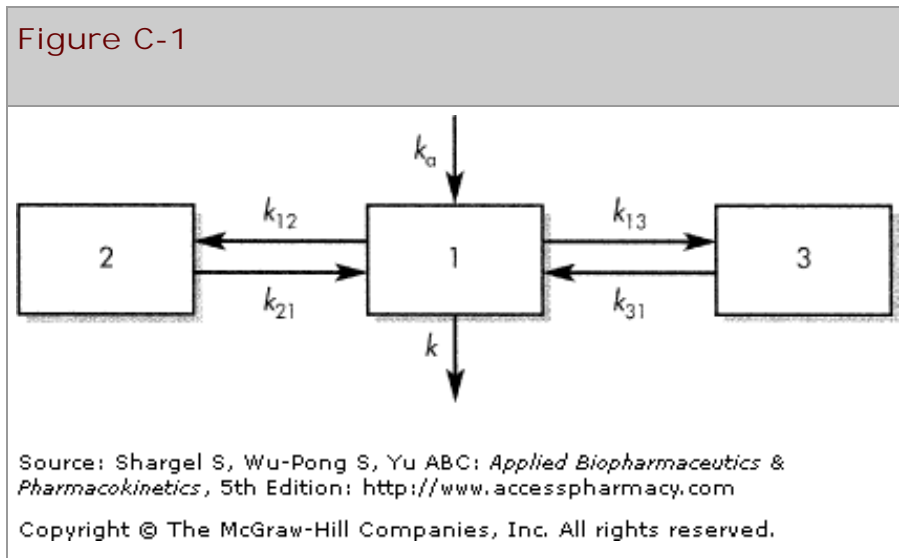 Figure C-1
kₐ
k₁₂
k₁₃
2
1
3
k₂₁
k₃₁
k
Source: Shargel S, Wu-Pong S, Yu ABC: Applied Biopharmaceutics &
Pharmacokinetics, 5th Edition: http://www.accesspharmacy.com
Copyright © The McGraw-Hill Companies, Inc. All rights reserved.